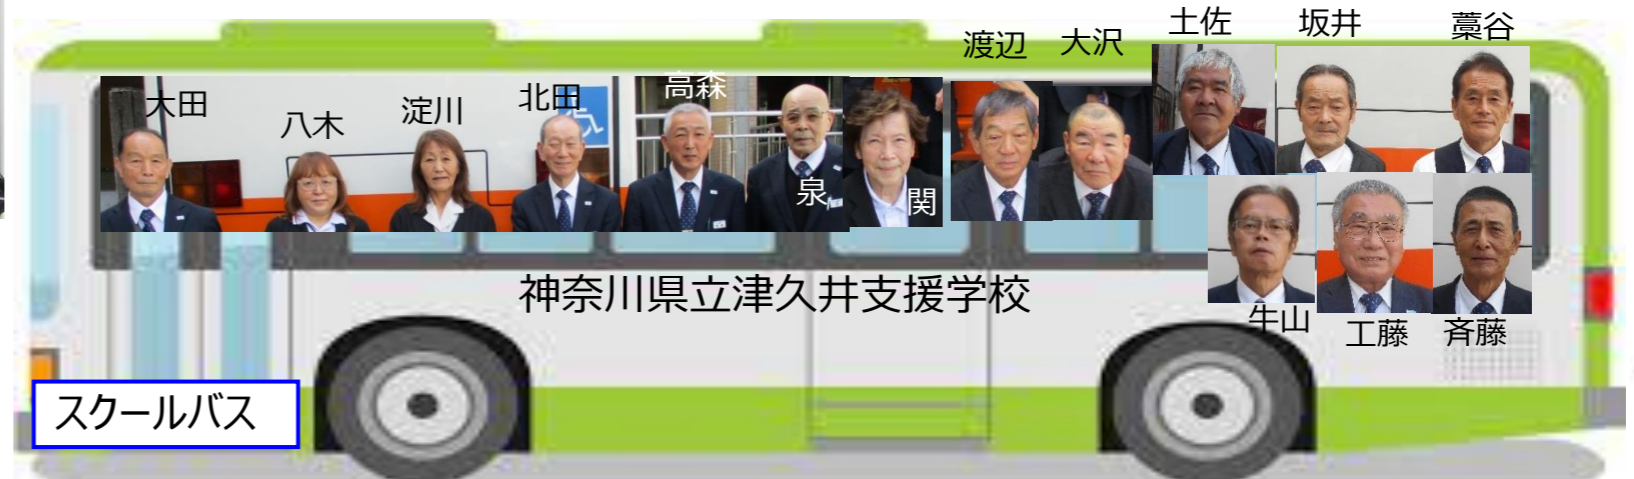 大田
八木
淀川
北田
高森
泉
関
渡辺
大沢
土佐
坂井
藁谷
牛山
工藤
斉藤
神奈川県立津久井支援学校
スクールバス